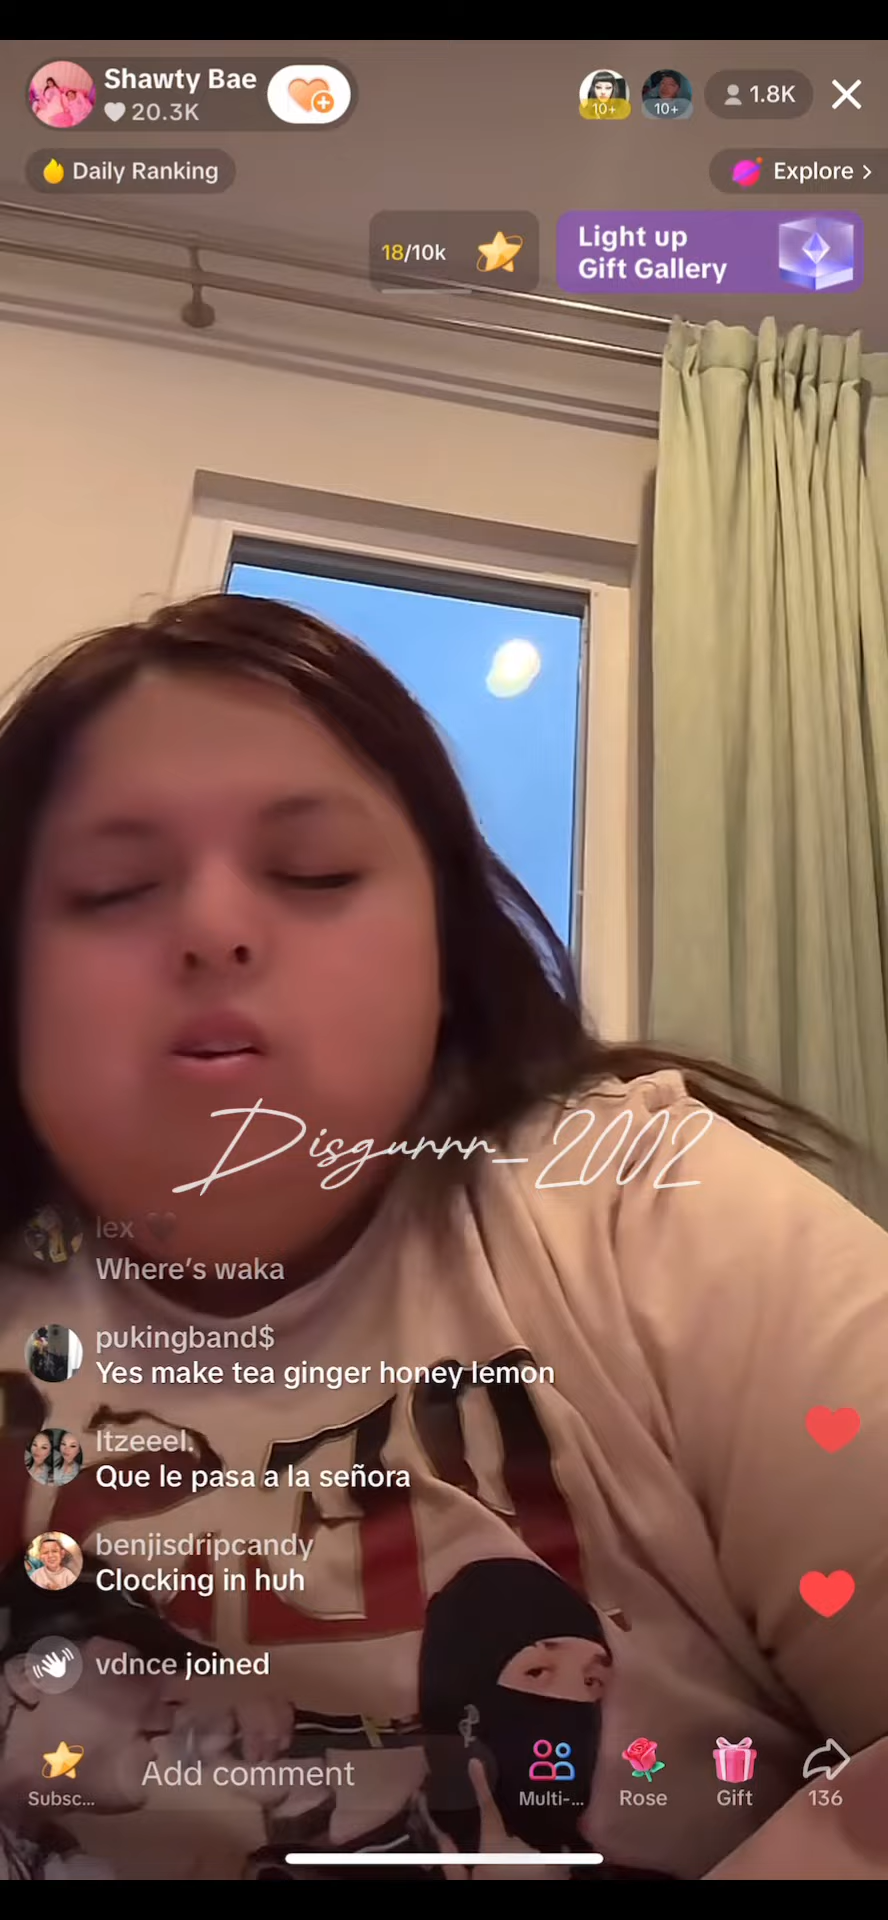 Shawty Bae
20.3K
10+
10+
1.8K
Daily Ranking
Explore >
18/10k
Light up
Gift Gallery
Disgurrr_2002
lex
Where's waka
pukingband$
Yes make tea ginger honey lemon
Itzeeel.
Que le pasa a la señora
benjisdripcandy
Clocking in huh
vdnce joined
Add comment
Subsc...
Multi-...
Rose
Gift
136